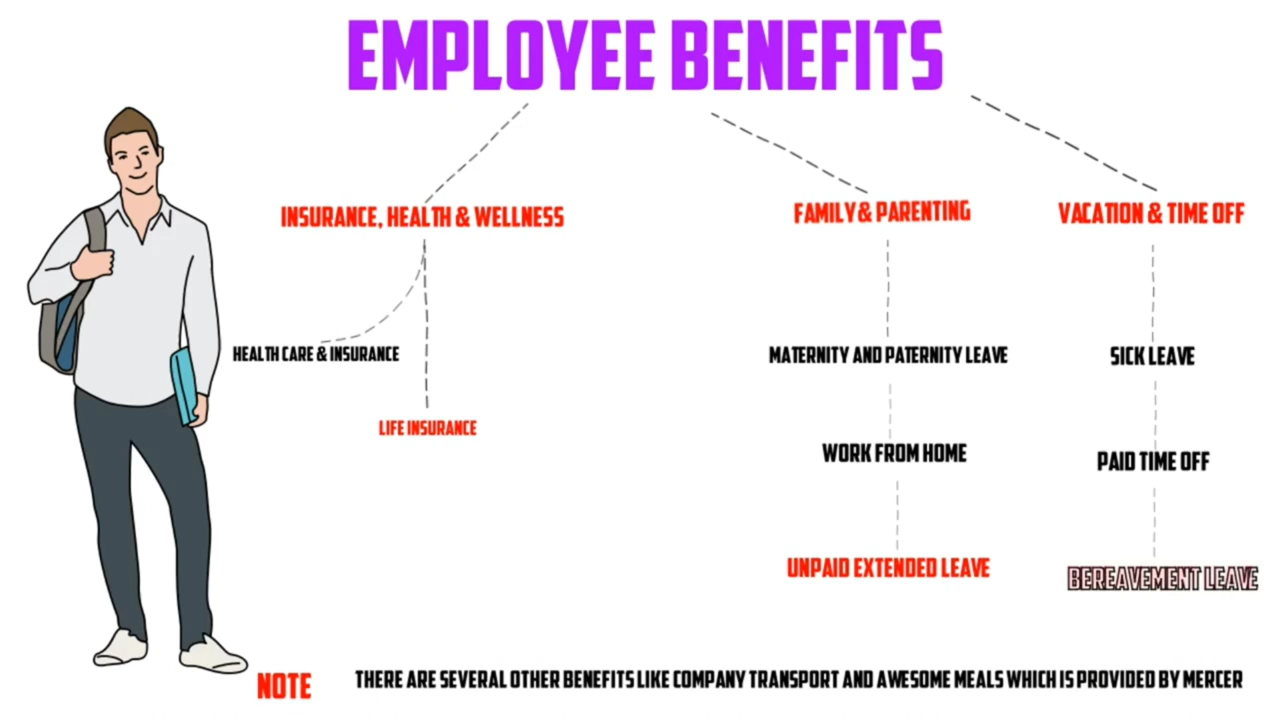 EMPLOYEE BENEFITS
INSURANCE, HEALTH & WELLNESS
FAMILY & PARENTING
VACATION & TIME OFF
HEALTH CARE & INSURANCE
MATERNITY AND PATERNITY LEAVE
SICK LEAVE
LIFE INSURANCE
WORK FROM HOME
PAID TIME OFF
UNPAID EXTENDED LEAVE
BEREAVEMENT LEAVE
NOTE
THERE ARE SEVERAL OTHER BENEFITS LIKE COMPANY TRANSPORT AND AWESOME MEALS WHICH IS PROVIDED BY MERCER